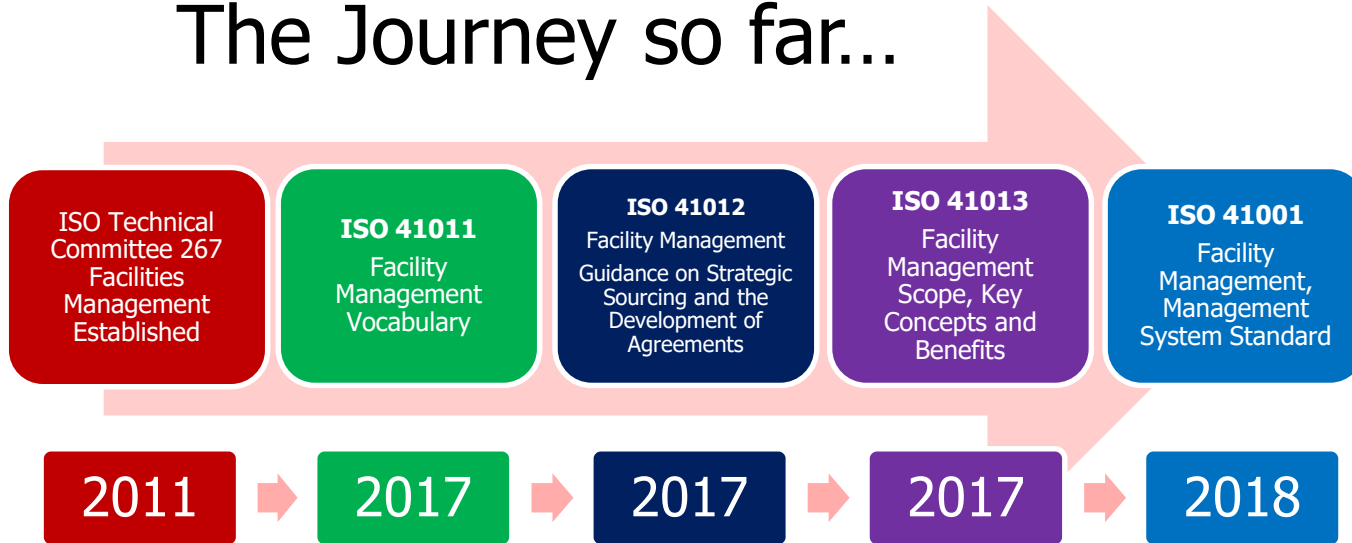 The Journey so far...
ISO Technical
Committee 267
Facilities
Management
Established
ISO 41011
Facility
Management
Vocabulary
ISO 41012
Facility Management
Guidance on Strategic
Sourcing and the
Development of
Agreements
ISO 41013
Facility
Management
Scope, Key
Concepts and
Benefits
ISO 41001
Facility
Management,
Management
System Standard
2011
2017
2017
2017
2018